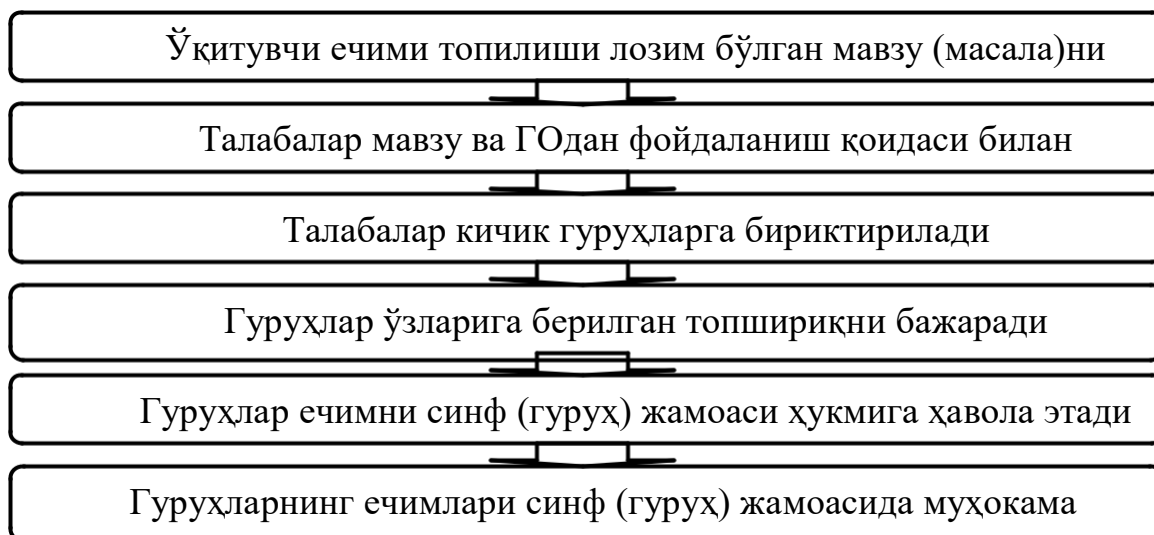 Ўқитувчи ечими топилиши лозим бўлган мавзу (масала)ни
Талабалар мавзу ва ГОдан фойдаланиш қоидаси билан
Талабалар кичик гуруҳларга бириктирилади
Гуруҳлар ўзларига берилган топшириқни бажаради
Гуруҳлар ечимни синф (гуруҳ) жамоаси ҳукмига ҳавола этади
Гуруҳларнинг ечимлари синф (гуруҳ) жамоасида муҳокама